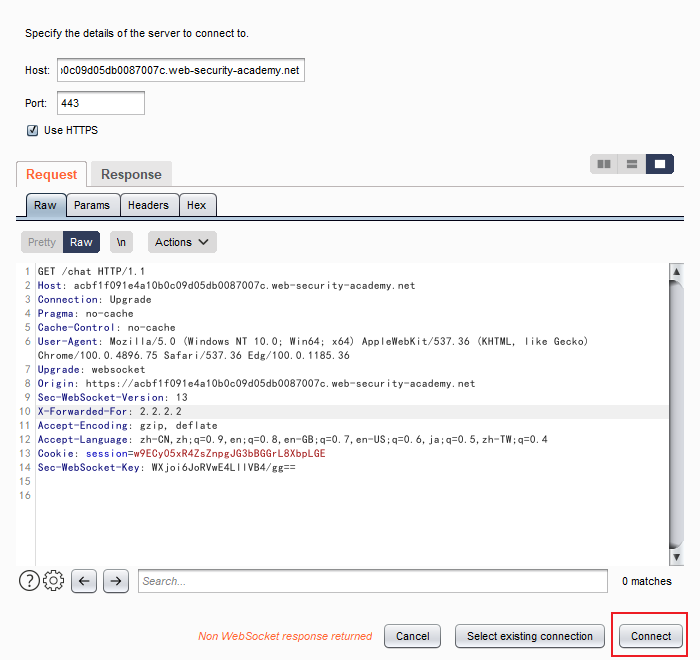 Specify the details of the server to connect to.
Host: b0c09d05db0087007c.web-security-academy.net
Port: 443
Use HTTPS
Request Response
Raw Params Headers Hex
Pretty Raw \n Actions
1 GET /chat HTTP/1.1
2 Host: acbf1f091e4a10b0c09d05db0087007c.web-security-academy.net
3 Connection: Upgrade
4 Pragma: no-cache
5 Cache-Control: no-cache
6 User-Agent: Mozilla/5.0 (Windows NT 10.0; Win64; x64) AppleWebKit/537.36 (KHTML, like Gecko)
Chrome/100.0.4896.75 Safari/537.36 Edg/100.0.1185.36
7 Upgrade: websocket
8 Origin: https://acbf1f091e4a10b0c09d05db0087007c.web-security-academy.net
9 Sec-WebSocket-Version: 13
10 X-Forwarded-For: 2.2.2.2
11 Accept-Encoding: gzip, deflate
12 Accept-Language: zh-CN,zh;q=0.9,en;q=0.8,en-GB;q=0.7,en-US;q=0.6,ja;q=0.5,zh-TW;q=0.4
13 Cookie: session=w9ECyO5xR4ZsZnpgJG3bBGGrL8XbpLGE
14 Sec-WebSocket-Key: WXjoi6JoRVwE4LlIVB4/gg==
15
16
? Search... 0 matches
Non WebSocket response returned Cancel Select existing connection Connect